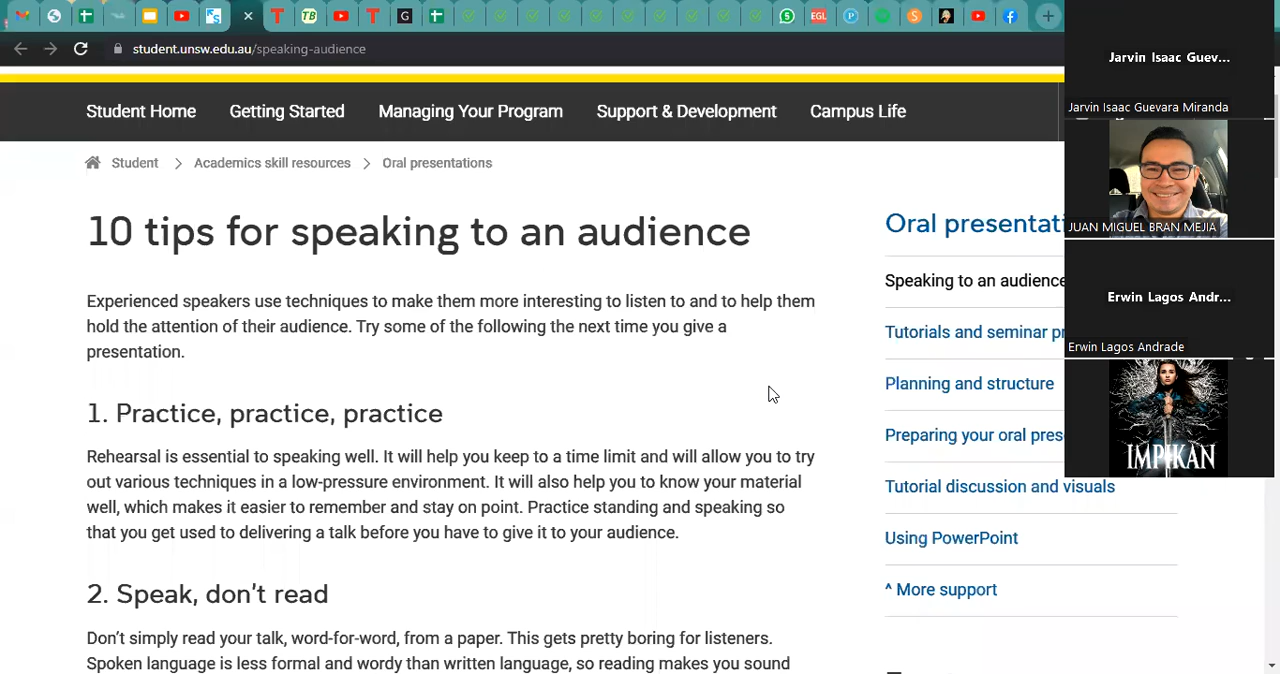 TB
G
5
EGL
P
S
student.unsw.edu.au/speaking-audience
Student Home
Getting Started
Managing Your Program
Support & Development
Campus Life
Student
Academics skill resources
Oral presentations
10 tips for speaking to an audience
Experienced speakers use techniques to make them more interesting to listen to and to help them
hold the attention of their audience. Try some of the following the next time you give a
presentation.
1. Practice, practice, practice
Rehearsal is essential to speaking well. It will help you keep to a time limit and will allow you to try
out various techniques in a low-pressure environment. It will also help you to know your material
well, which makes it easier to remember and stay on point. Practice standing and speaking so
that you get used to delivering a talk before you have to give it to your audience.
2. Speak, don't read
Don't simply read your talk, word-for-word, from a paper. This gets pretty boring for listeners.
Spoken language is less formal and wordy than written language, so reading makes you sound
Oral presentati
Speaking to an audience
Tutorials and seminar pr
Planning and structure
Preparing your oral pres
Tutorial discussion and visuals
Using PowerPoint
^ More support
Jarvin Isaac Guev...
Jarvin Isaac Guevara Miranda
JUAN MIGUEL BRAN MEJIA
Erwin Lagos Andr...
Erwin Lagos Andrade
IMPIKAN